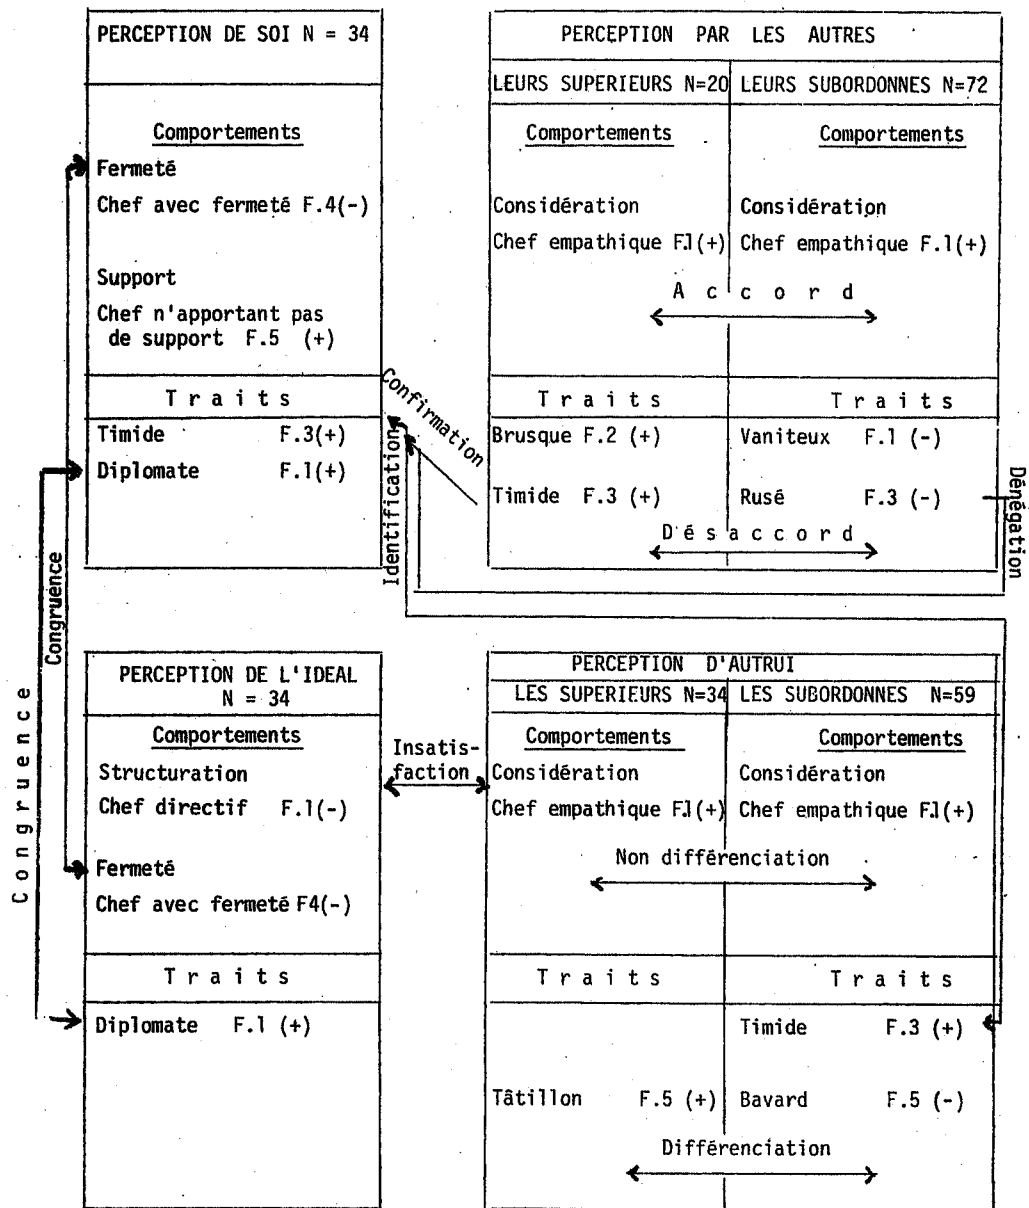 PERCEPTION DE SOI N = 34
Comportements
Fermeté
Chef avec fermeté F.4(-)
Support
Chef n'apportant pas
de support F.5 (+)
Traits
Timide F.3(+)
Diplomate F.1(+)
PERCEPTION PAR LES AUTRES
LEURS SUPERIEURS N=20
Comportements
Considération
Chef empathique F.1(+)
LEURS SUBORDONNES N=72
Comportements
Considération
Chef empathique F.1(+)
Accord
Traits
Brusque F.2 (+)
Timide F.3 (+)
Traits
Vaniteux F.1 (-)
Rusé F.3 (-)
Désaccord
Confirmation
Identification
Dénégation
Congruence
Congruence
PERCEPTION DE L'IDEAL
N = 34
Comportements
Structuration
Chef directif F.1(-)
Fermeté
Chef avec fermeté F4(-)
Traits
Diplomate F.1 (+)
Insatis-
faction
PERCEPTION D'AUTRUI
LES SUPERIEURS N=34
Comportements
Considération
Chef empathique F.1(+)
LES SUBORDONNES N=59
Comportements
Considération
Chef empathique F.1(+)
Non différenciation
Traits
Tâtillon F.5 (+)
Traits
Timide F.3 (+)
Bavard F.5 (-)
Différenciation